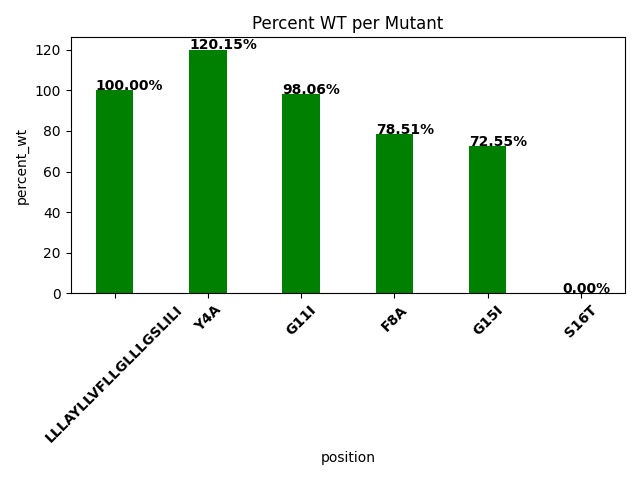 Percent WT per Mutant
percent_wt
120
100
80
60
40
20
0
100.00%
120.15%
98.06%
78.51%
72.55%
0.00%
LLLAYLLVFLLGLLLGSLILI
Y4A
G11I
F8A
G15I
S16T
position